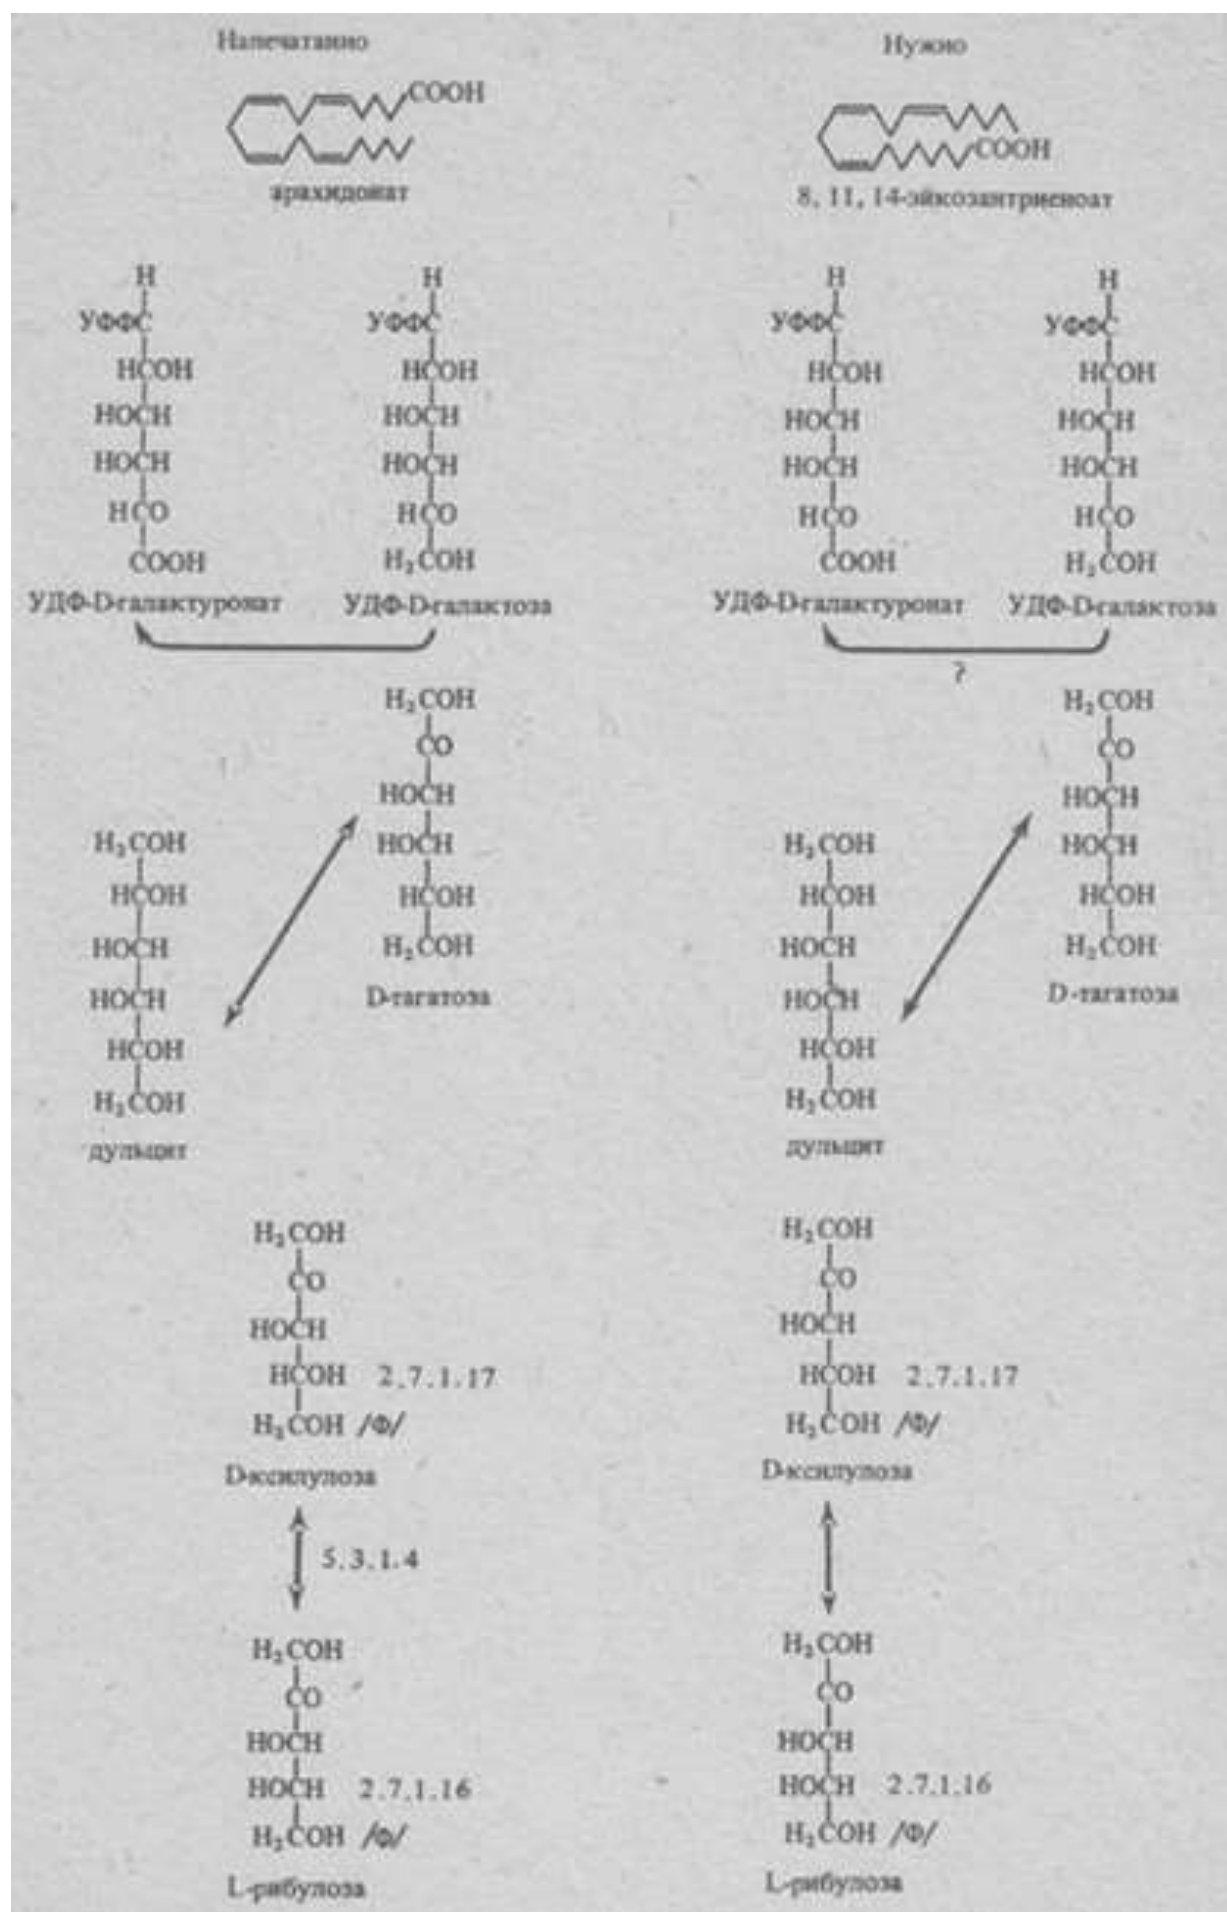 Напечатанно
Нужно
COOH
COOH
арахидонат
8, 11, 14-эйкозантриеноат
H
H
H
H
УФФC
УФФC
УФФC
УФФC
HCOH
HCOH
HCOH
HCOH
HOCH
HOCH
HOCH
HOCH
HOCH
HOCH
HOCH
HOCH
HCO
HCO
HCO
HCO
COOH
H₂COH
COOH
H₂COH
УДФ-D-галактуронат
УДФ-D-галактоза
УДФ-D-галактуронат
УДФ-D-галактоза
?
H₂COH
CO
HOCH
HOCH
HCOH
H₂COH
D-тагатоза
H₂COH
CO
HOCH
HOCH
HCOH
H₂COH
D-тагатоза
H₂COH
HCOH
HOCH
HOCH
HCOH
H₂COH
дульцит
H₂COH
HCOH
HOCH
HOCH
HCOH
H₂COH
дульцит
H₂COH
CO
HOCH
HCOH 2.7.1.17
H₂COH /Ф/
D-ксилулоза
5.3.1.4
H₂COH
CO
HOCH
HOCH 2.7.1.16
H₂COH /Ф/
L-рибулоза
H₂COH
CO
HOCH
HCOH 2.7.1.17
H₂COH /Ф/
D-ксилулоза
H₂COH
CO
HOCH
HOCH 2.7.1.16
H₂COH /Ф/
L-рибулоза